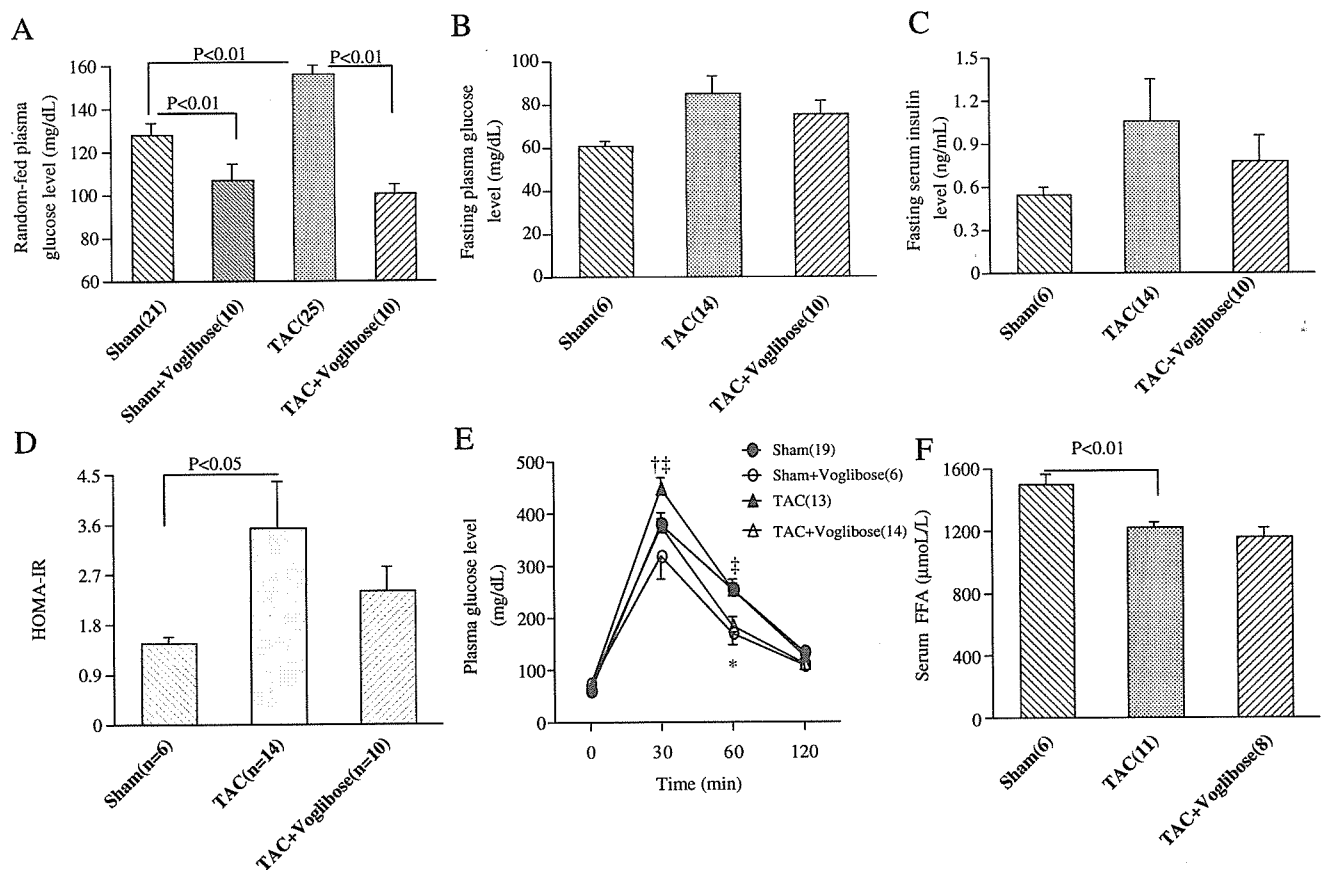 A
Random-fed plasma
glucose level (mg/dL)
160
140
120
100
80
60
P<0.01
P<0.01
P<0.01
Sham(21)
Sham+Voglibose(10)
TAC(25)
TAC+Voglibose(10)
B
Fasting plasma glucose
level (mg/dL)
100
80
60
40
20
0
Sham(6)
TAC(14)
TAC+Voglibose(10)
C
Fasting serum insulin
level (ng/mL)
1.5
1.2
0.9
0.6
0.3
0
Sham(6)
TAC(14)
TAC+Voglibose(10)
D
HOMA-IR
4.5
3.6
2.7
1.8
0.9
0
P<0.05
Sham(n=6)
TAC(n=14)
TAC+Voglibose(n=10)
E
Plasma glucose level
(mg/dL)
500
400
300
200
100
0
†‡
‡
*
Sham(19)
Sham+Voglibose(6)
TAC(13)
TAC+Voglibose(14)
0 30 60 120
Time (min)
F
Serum FFA (μmoL/L)
1600
1200
800
400
0
P<0.01
Sham(6)
TAC(11)
TAC+Voglibose(8)